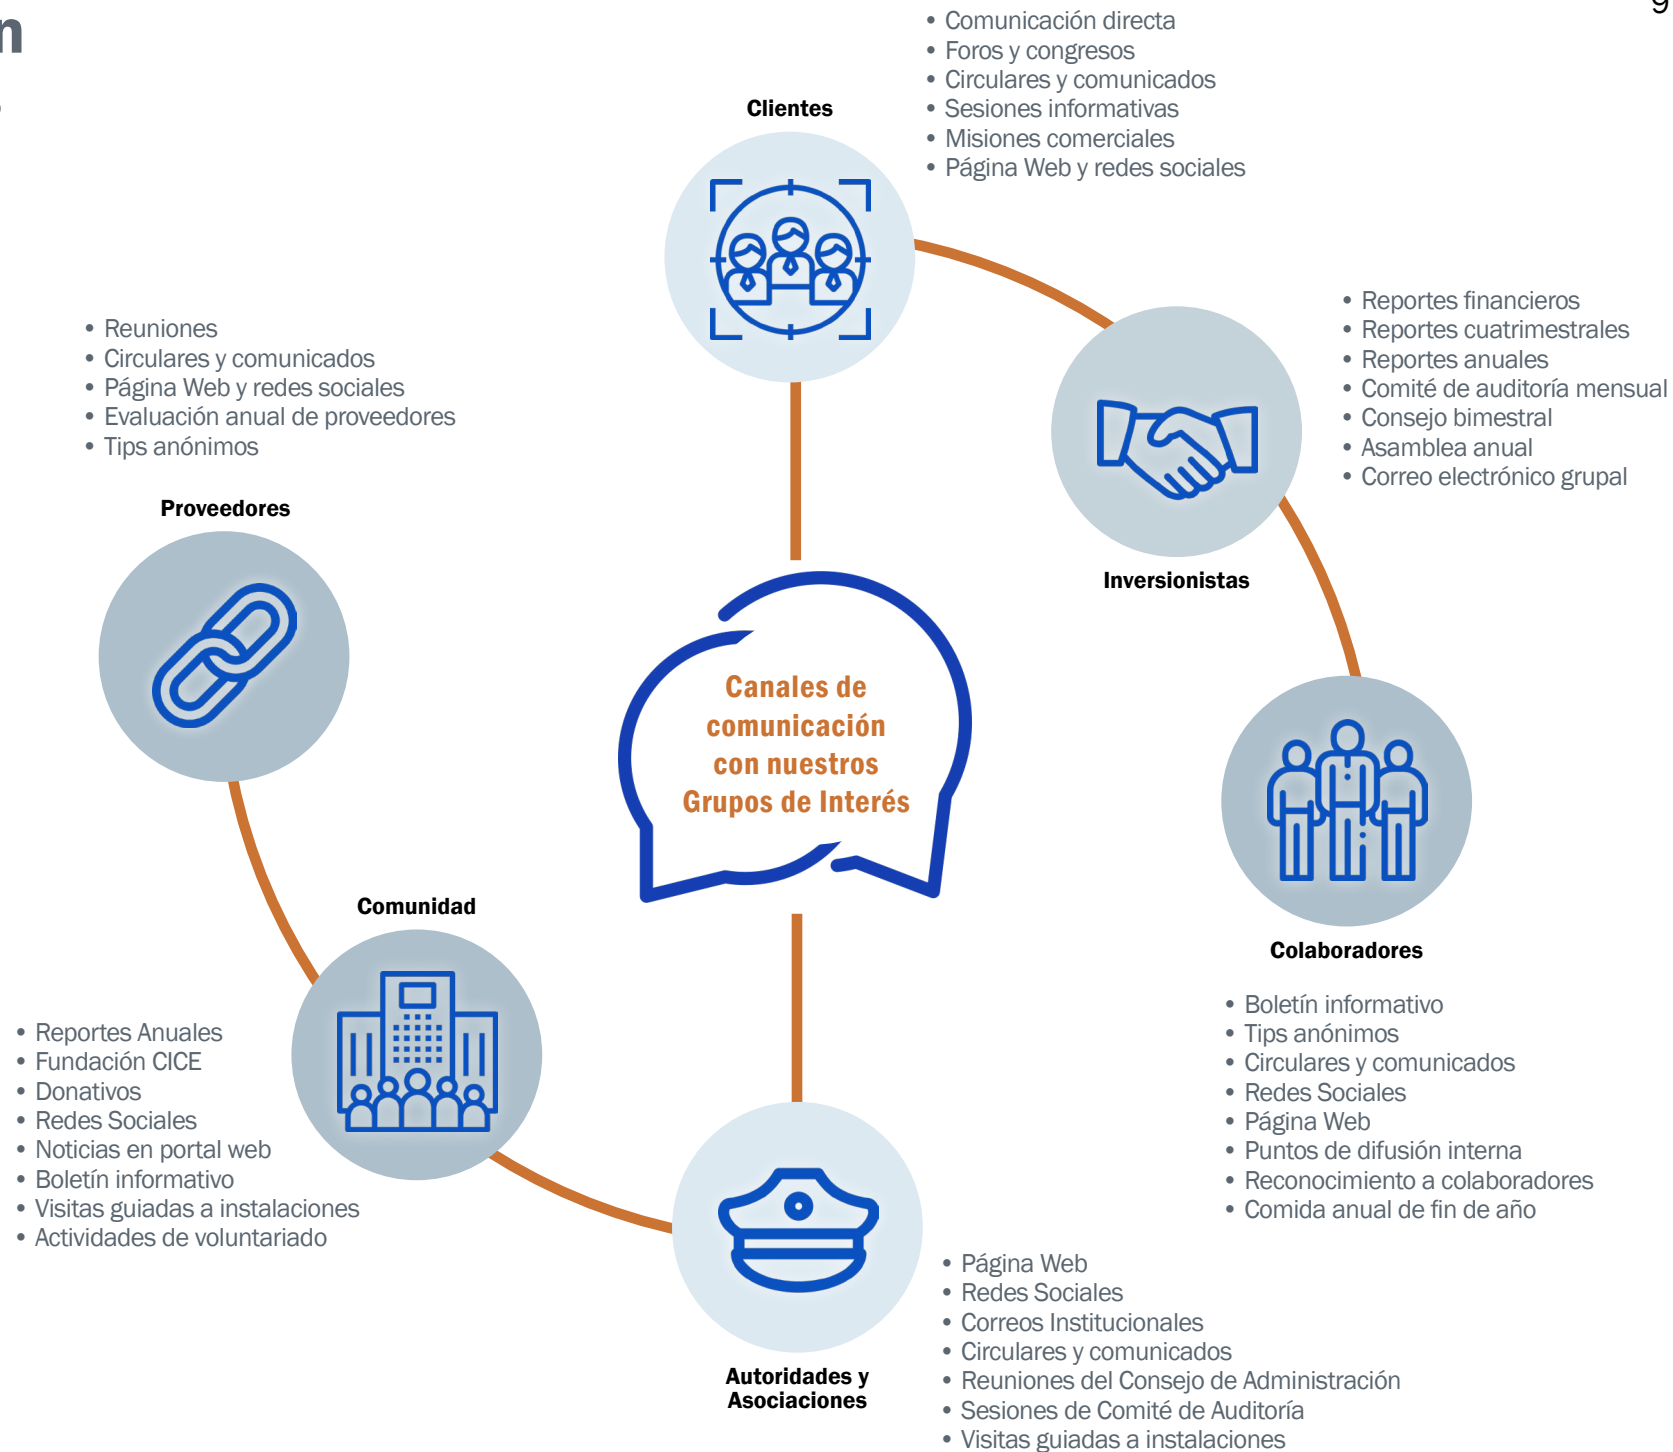 n
9
Clientes
• Comunicación directa
• Foros y congresos
• Circulares y comunicados
• Sesiones informativas
• Misiones comerciales
• Página Web y redes sociales
• Reportes financieros
• Reportes cuatrimestrales
• Reportes anuales
• Comité de auditoría mensual
• Consejo bimestral
• Asamblea anual
• Correo electrónico grupal
Inversionistas
• Reuniones
• Circulares y comunicados
• Página Web y redes sociales
• Evaluación anual de proveedores
• Tips anónimos
Proveedores
Canales de
comunicación
con nuestros
Grupos de Interés
Colaboradores
• Boletín informativo
• Tips anónimos
• Circulares y comunicados
• Redes Sociales
• Página Web
• Puntos de difusión interna
• Reconocimiento a colaboradores
• Comida anual de fin de año
Comunidad
• Reportes Anuales
• Fundación CICE
• Donativos
• Redes Sociales
• Noticias en portal web
• Boletín informativo
• Visitas guiadas a instalaciones
• Actividades de voluntariado
Autoridades y
Asociaciones
• Página Web
• Redes Sociales
• Correos Institucionales
• Circulares y comunicados
• Reuniones del Consejo de Administración
• Sesiones de Comité de Auditoría
• Visitas guiadas a instalaciones